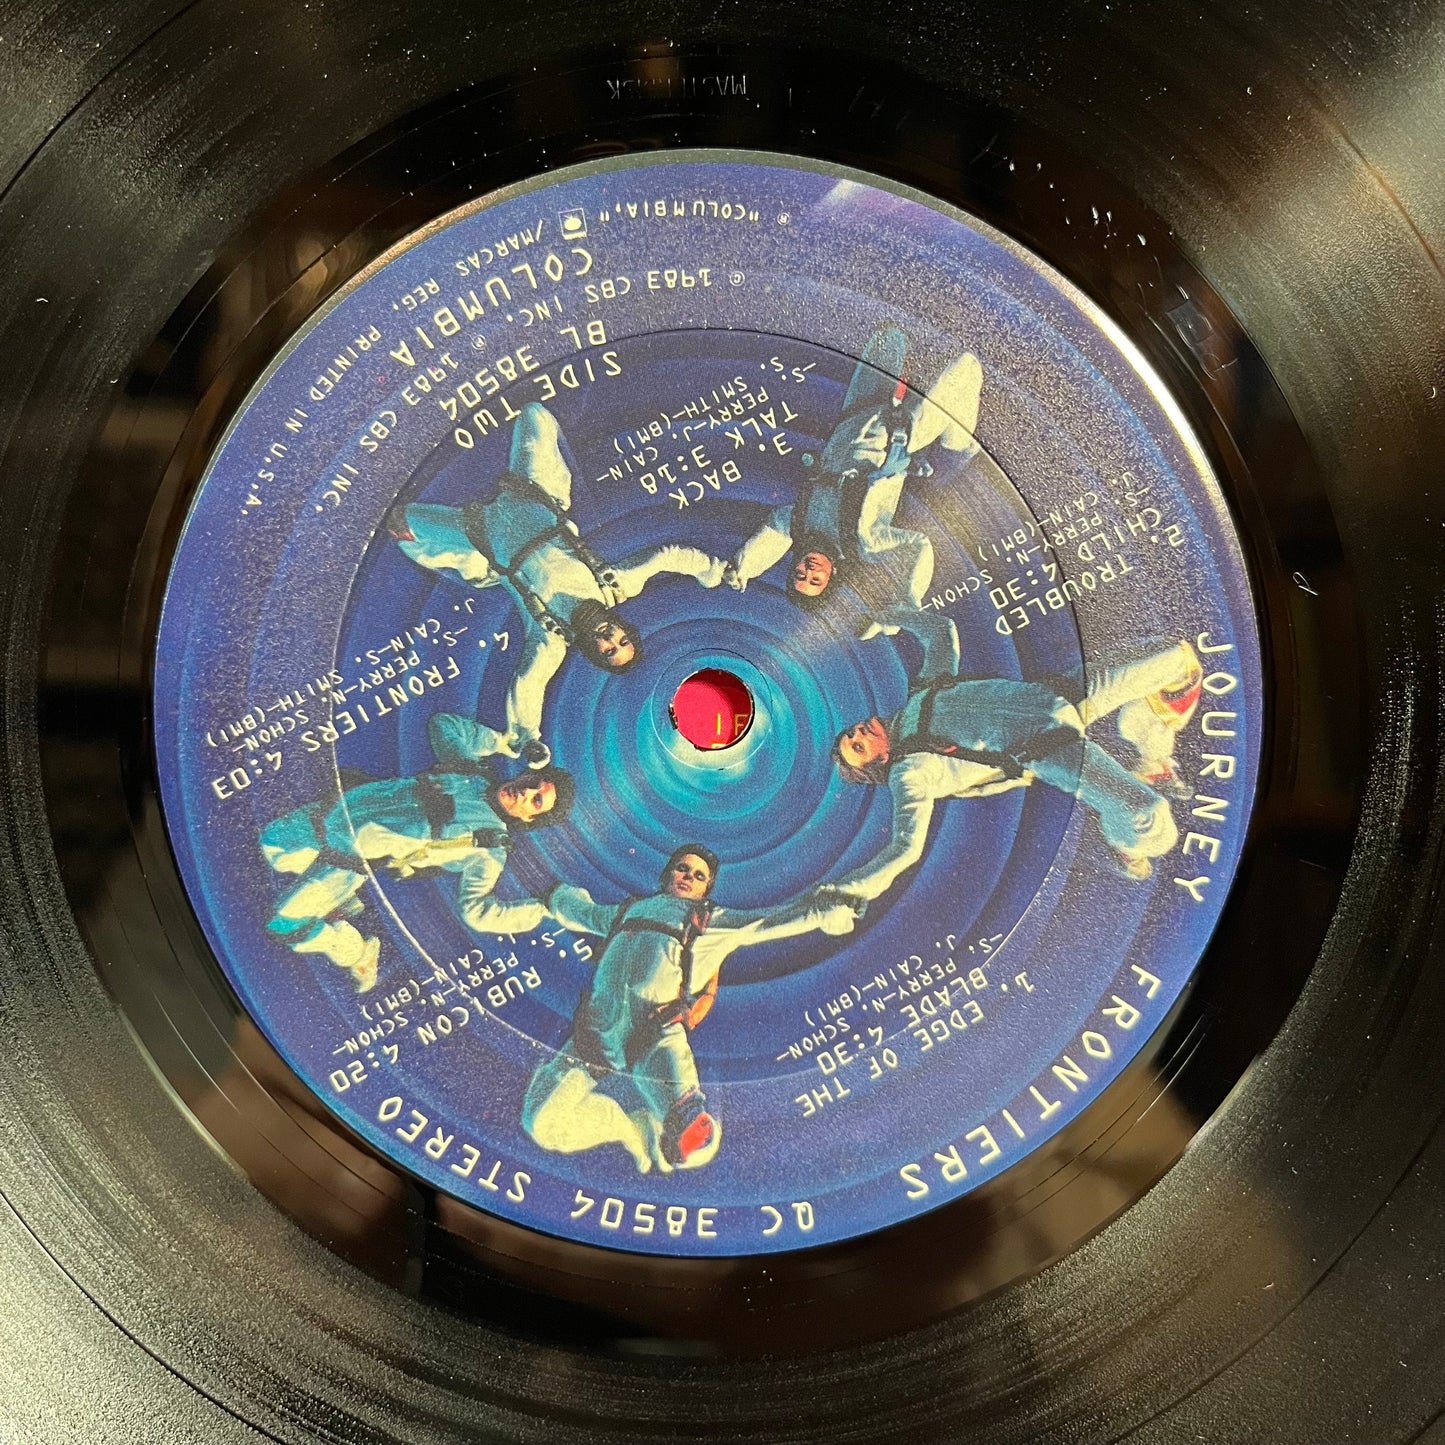 JOURNEY FRONTIERS QC 38504 STEREO
SIDE TWO
BL 38504
COLUMBIA
℗ 1983 CBS INC.
© 1983 CBS INC.
® "COLUMBIA,"
/MARCAS REG. PRINTED IN U.S.A.
1. EDGE OF THE
BLADE 4:30
—S. PERRY—N. SCHON—
J. CAIN—(BMI)
2. TROUBLED
CHILD 4:30
—S. PERRY—N. SCHON—
J. CAIN—(BMI)
3. BACK
TALK 3:18
—S. PERRY—J. CAIN—
S. SMITH—(BMI)
4. FRONTIERS 4:03
—S. PERRY—N. SCHON—
J. CAIN—S. SMITH—(BMI)
5. RUBICON 4:20
—S. PERRY—N. SCHON—
J. CAIN—(BMI)